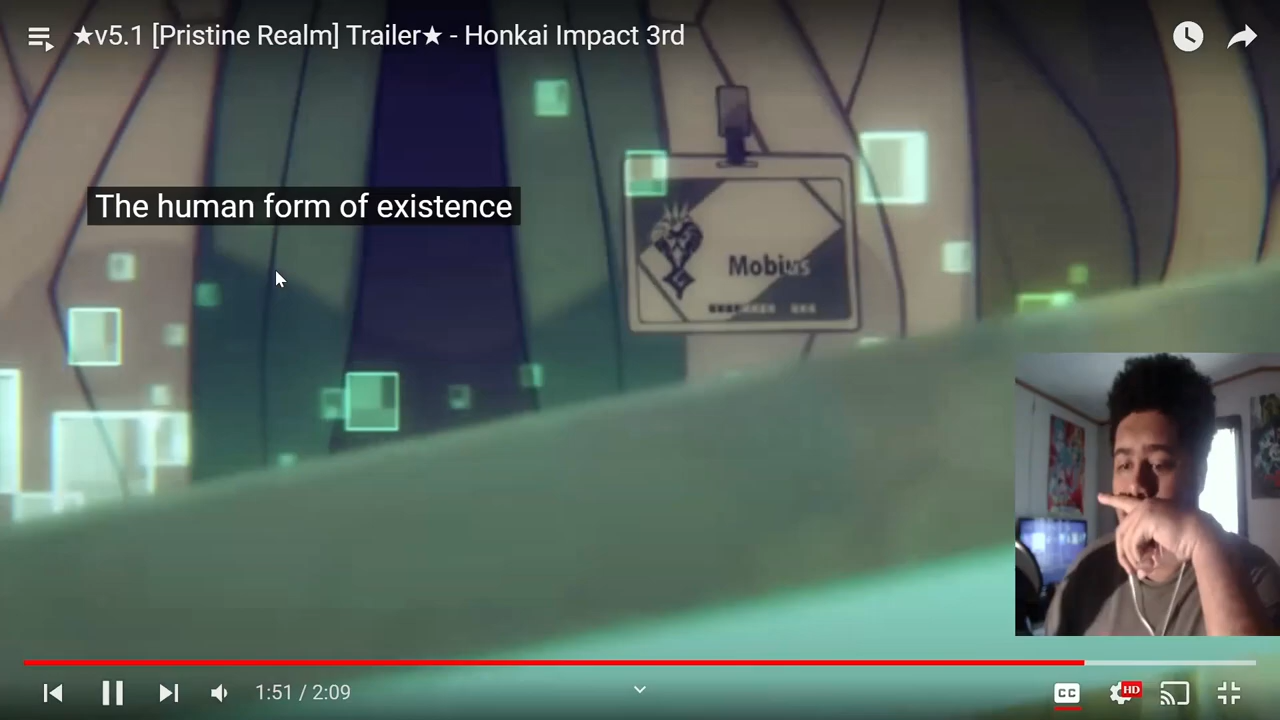 ★v5.1 [Pristine Realm] Trailer★ - Honkai Impact 3rd
The human form of existence
Mobius
1:51 / 2:09
CC
HD